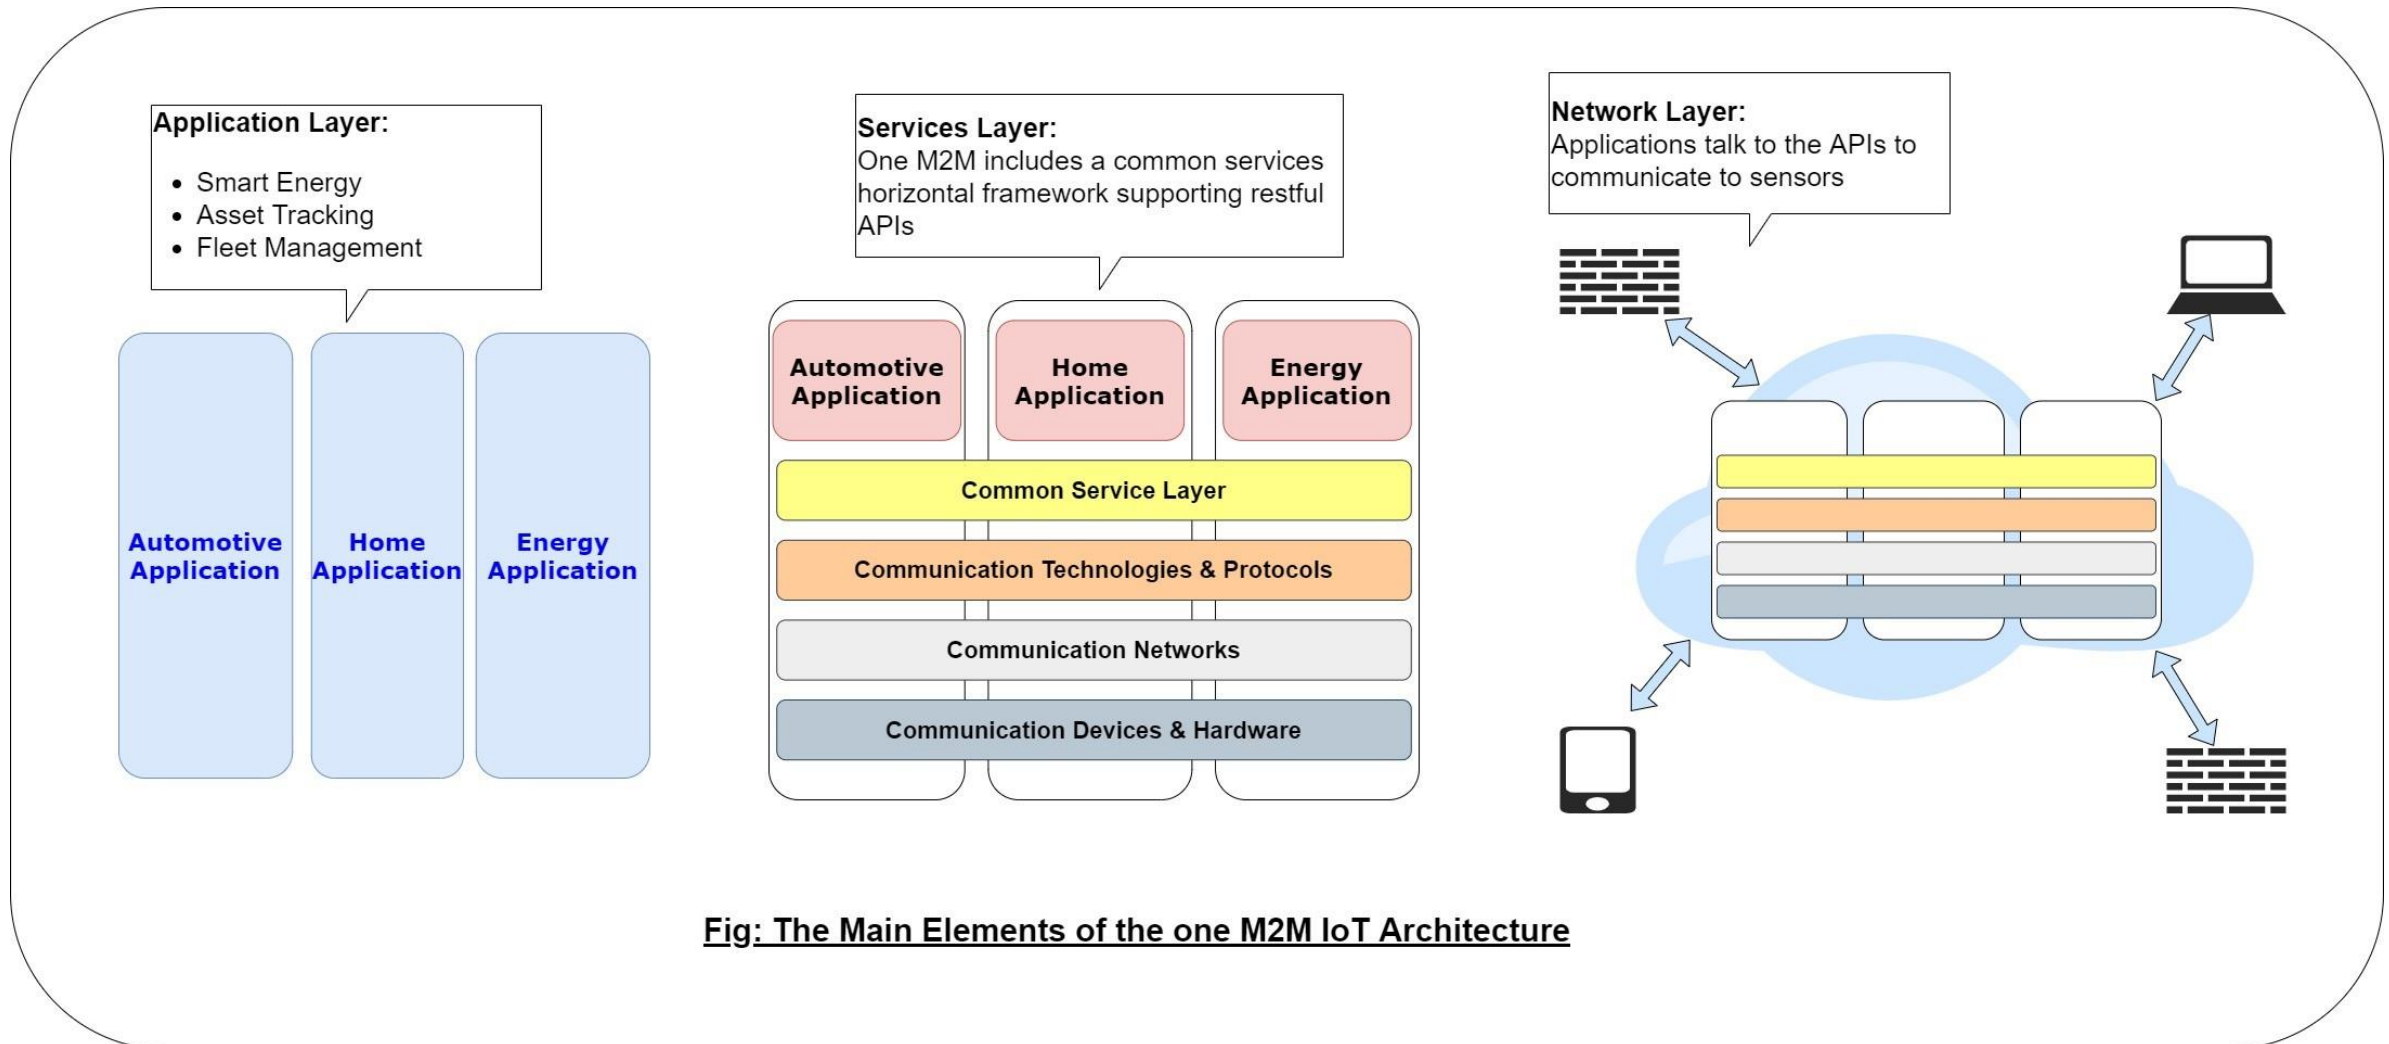 Application Layer:
• Smart Energy
• Asset Tracking
• Fleet Management
Automotive
Application
Home
Application
Energy
Application
Services Layer:
One M2M includes a common services
horizontal framework supporting restful
APIs
Automotive
Application
Home
Application
Energy
Application
Common Service Layer
Communication Technologies & Protocols
Communication Networks
Communication Devices & Hardware
Network Layer:
Applications talk to the APIs to
communicate to sensors
Fig: The Main Elements of the one M2M IoT Architecture